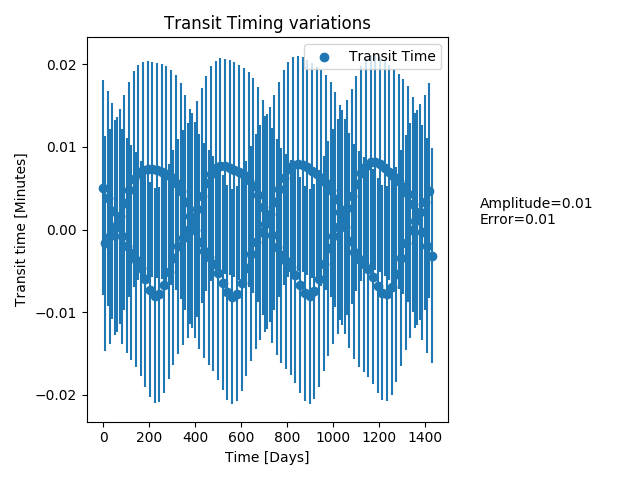 Transit Timing variations
Transit Time
0.02
0.01
0.00
−0.01
−0.02
Transit time [Minutes]
0 200 400 600 800 1000 1200 1400
Time [Days]
Amplitude=0.01
Error=0.01